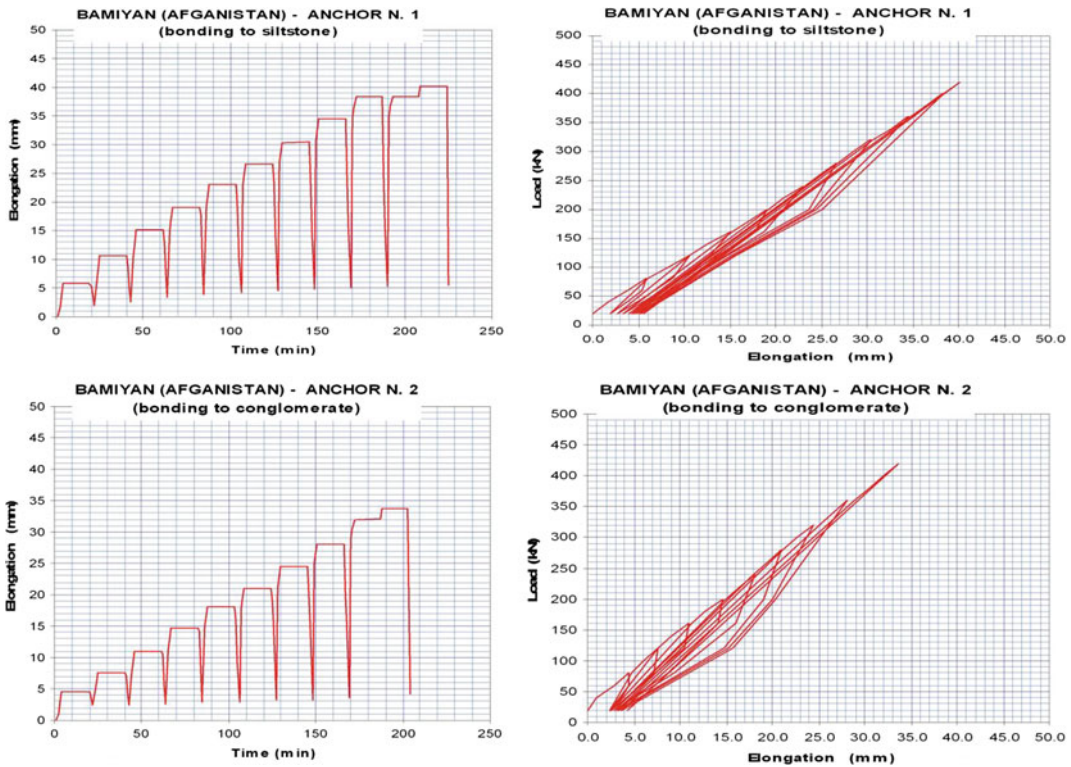 BAMIYAN (AFGANISTAN) - ANCHOR N. 1
(bonding to siltstone)
50
45
40
35
30
25
20
15
10
5
0
Elongation (mm)
0 50 100 150 200 250
Time (min)
BAMIYAN (AFGANISTAN) - ANCHOR N. 1
(bonding to siltstone)
500
450
400
350
300
250
200
150
100
50
0
Load (kN)
0.0 5.0 10.0 15.0 20.0 25.0 30.0 35.0 40.0 45.0 50.0
Elongation (mm)
BAMIYAN (AFGANISTAN) - ANCHOR N. 2
(bonding to conglomerate)
50
45
40
35
30
25
20
15
10
5
0
Elongation (mm)
0 50 100 150 200 250
Time (min)
BAMIYAN (AFGANISTAN) - ANCHOR N. 2
(bonding to conglomerate)
500
450
400
350
300
250
200
150
100
50
0
Load (kN)
0.0 5.0 10.0 15.0 20.0 25.0 30.0 35.0 40.0 45.0 50.0
Elongation (mm)